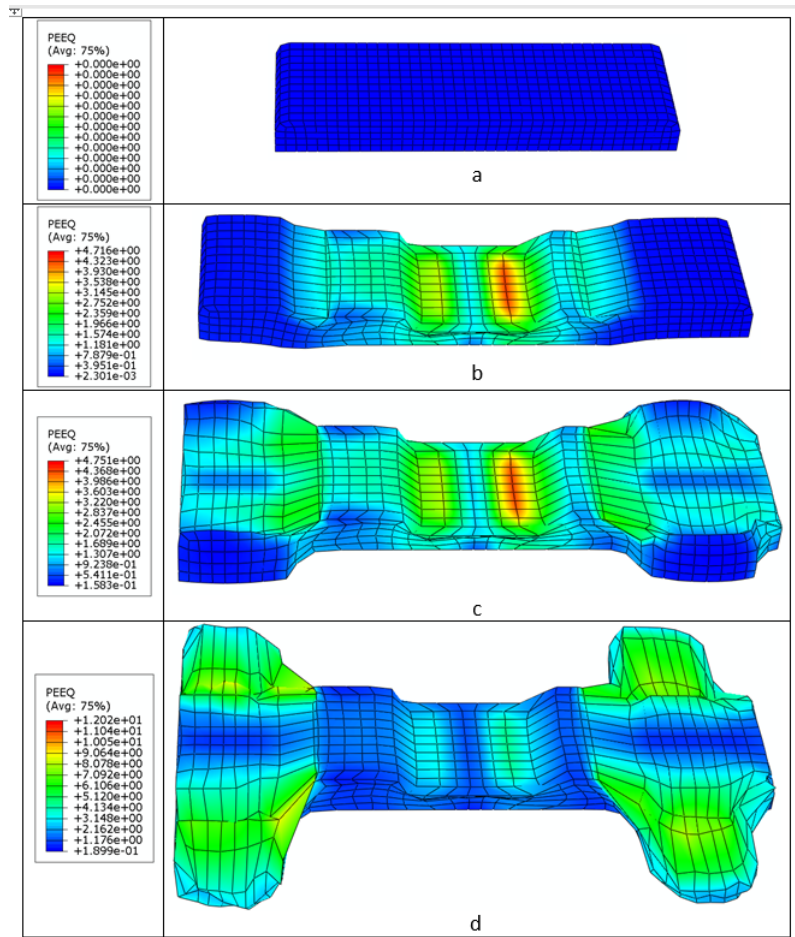 PEEQ
(Avg: 75%)
+0.000e+00
+0.000e+00
+0.000e+00
+0.000e+00
+0.000e+00
+0.000e+00
+0.000e+00
+0.000e+00
+0.000e+00
+0.000e+00
+0.000e+00
+0.000e+00
+0.000e+00
a
PEEQ
(Avg: 75%)
+4.716e+00
+4.323e+00
+3.930e+00
+3.538e+00
+3.145e+00
+2.752e+00
+2.359e+00
+1.966e+00
+1.574e+00
+1.181e+00
+7.879e-01
+3.951e-01
+2.301e-03
b
PEEQ
(Avg: 75%)
+4.751e+00
+4.368e+00
+3.986e+00
+3.603e+00
+3.220e+00
+2.837e+00
+2.455e+00
+2.072e+00
+1.689e+00
+1.307e+00
+9.238e-01
+5.411e-01
+1.583e-01
c
PEEQ
(Avg: 75%)
+1.202e+01
+1.104e+01
+1.005e+01
+9.064e+00
+8.078e+00
+7.092e+00
+6.106e+00
+5.120e+00
+4.134e+00
+3.148e+00
+2.162e+00
+1.176e+00
+1.899e-01
d